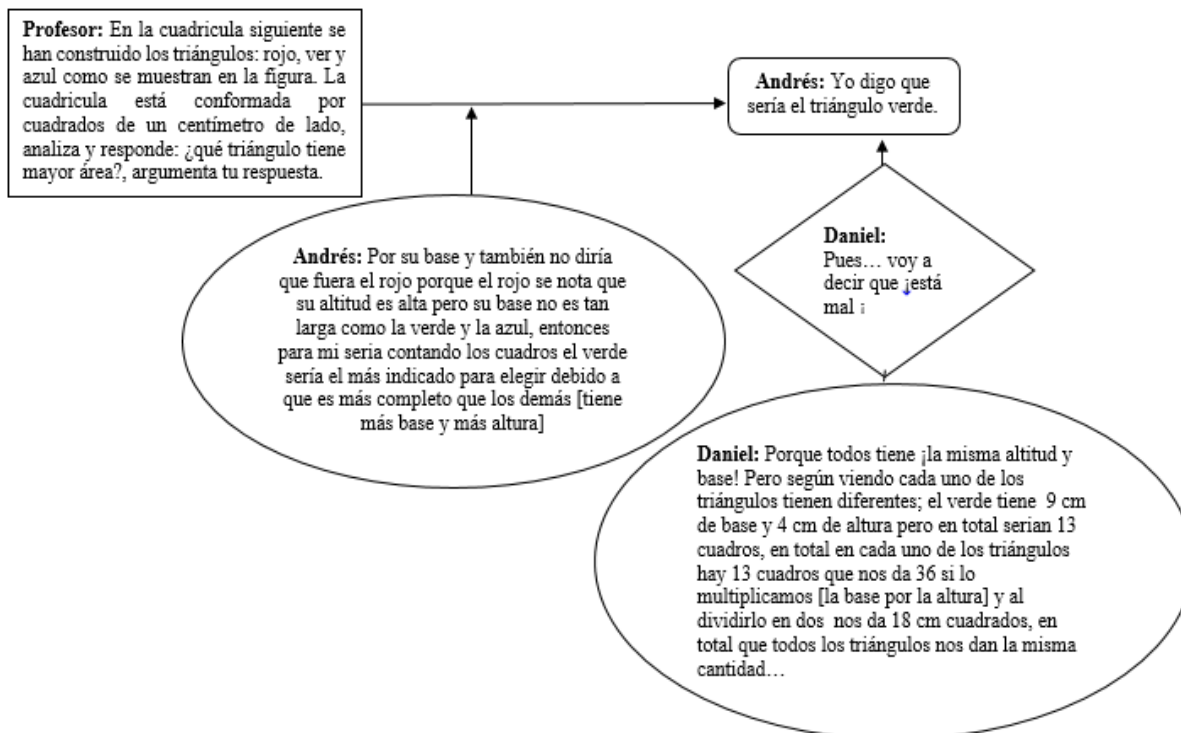 Profesor: En la cuadricula siguiente se
han construido los triángulos: rojo, ver y
azul como se muestran en la figura. La
cuadricula está conformada por
cuadrados de un centímetro de lado,
analiza y responde: ¿qué triángulo tiene
mayor área?, argumenta tu respuesta.
Andrés: Yo digo que
sería el triángulo verde.
Andrés: Por su base y también no diría
que fuera el rojo porque el rojo se nota que
su altitud es alta pero su base no es tan
larga como la verde y la azul, entonces
para mi seria contando los cuadros el verde
sería el más indicado para elegir debido a
que es más completo que los demás [tiene
más base y más altura]
Daniel:
Pues… voy a
decir que ¡está
mal ¡
Daniel: Porque todos tiene ¡la misma altitud y
base! Pero según viendo cada uno de los
triángulos tienen diferentes; el verde tiene 9 cm
de base y 4 cm de altura pero en total serian 13
cuadros, en total en cada uno de los triángulos
hay 13 cuadros que nos da 36 si lo
multiplicamos [la base por la altura] y al
dividirlo en dos nos da 18 cm cuadrados, en
total que todos los triángulos nos dan la misma
cantidad…